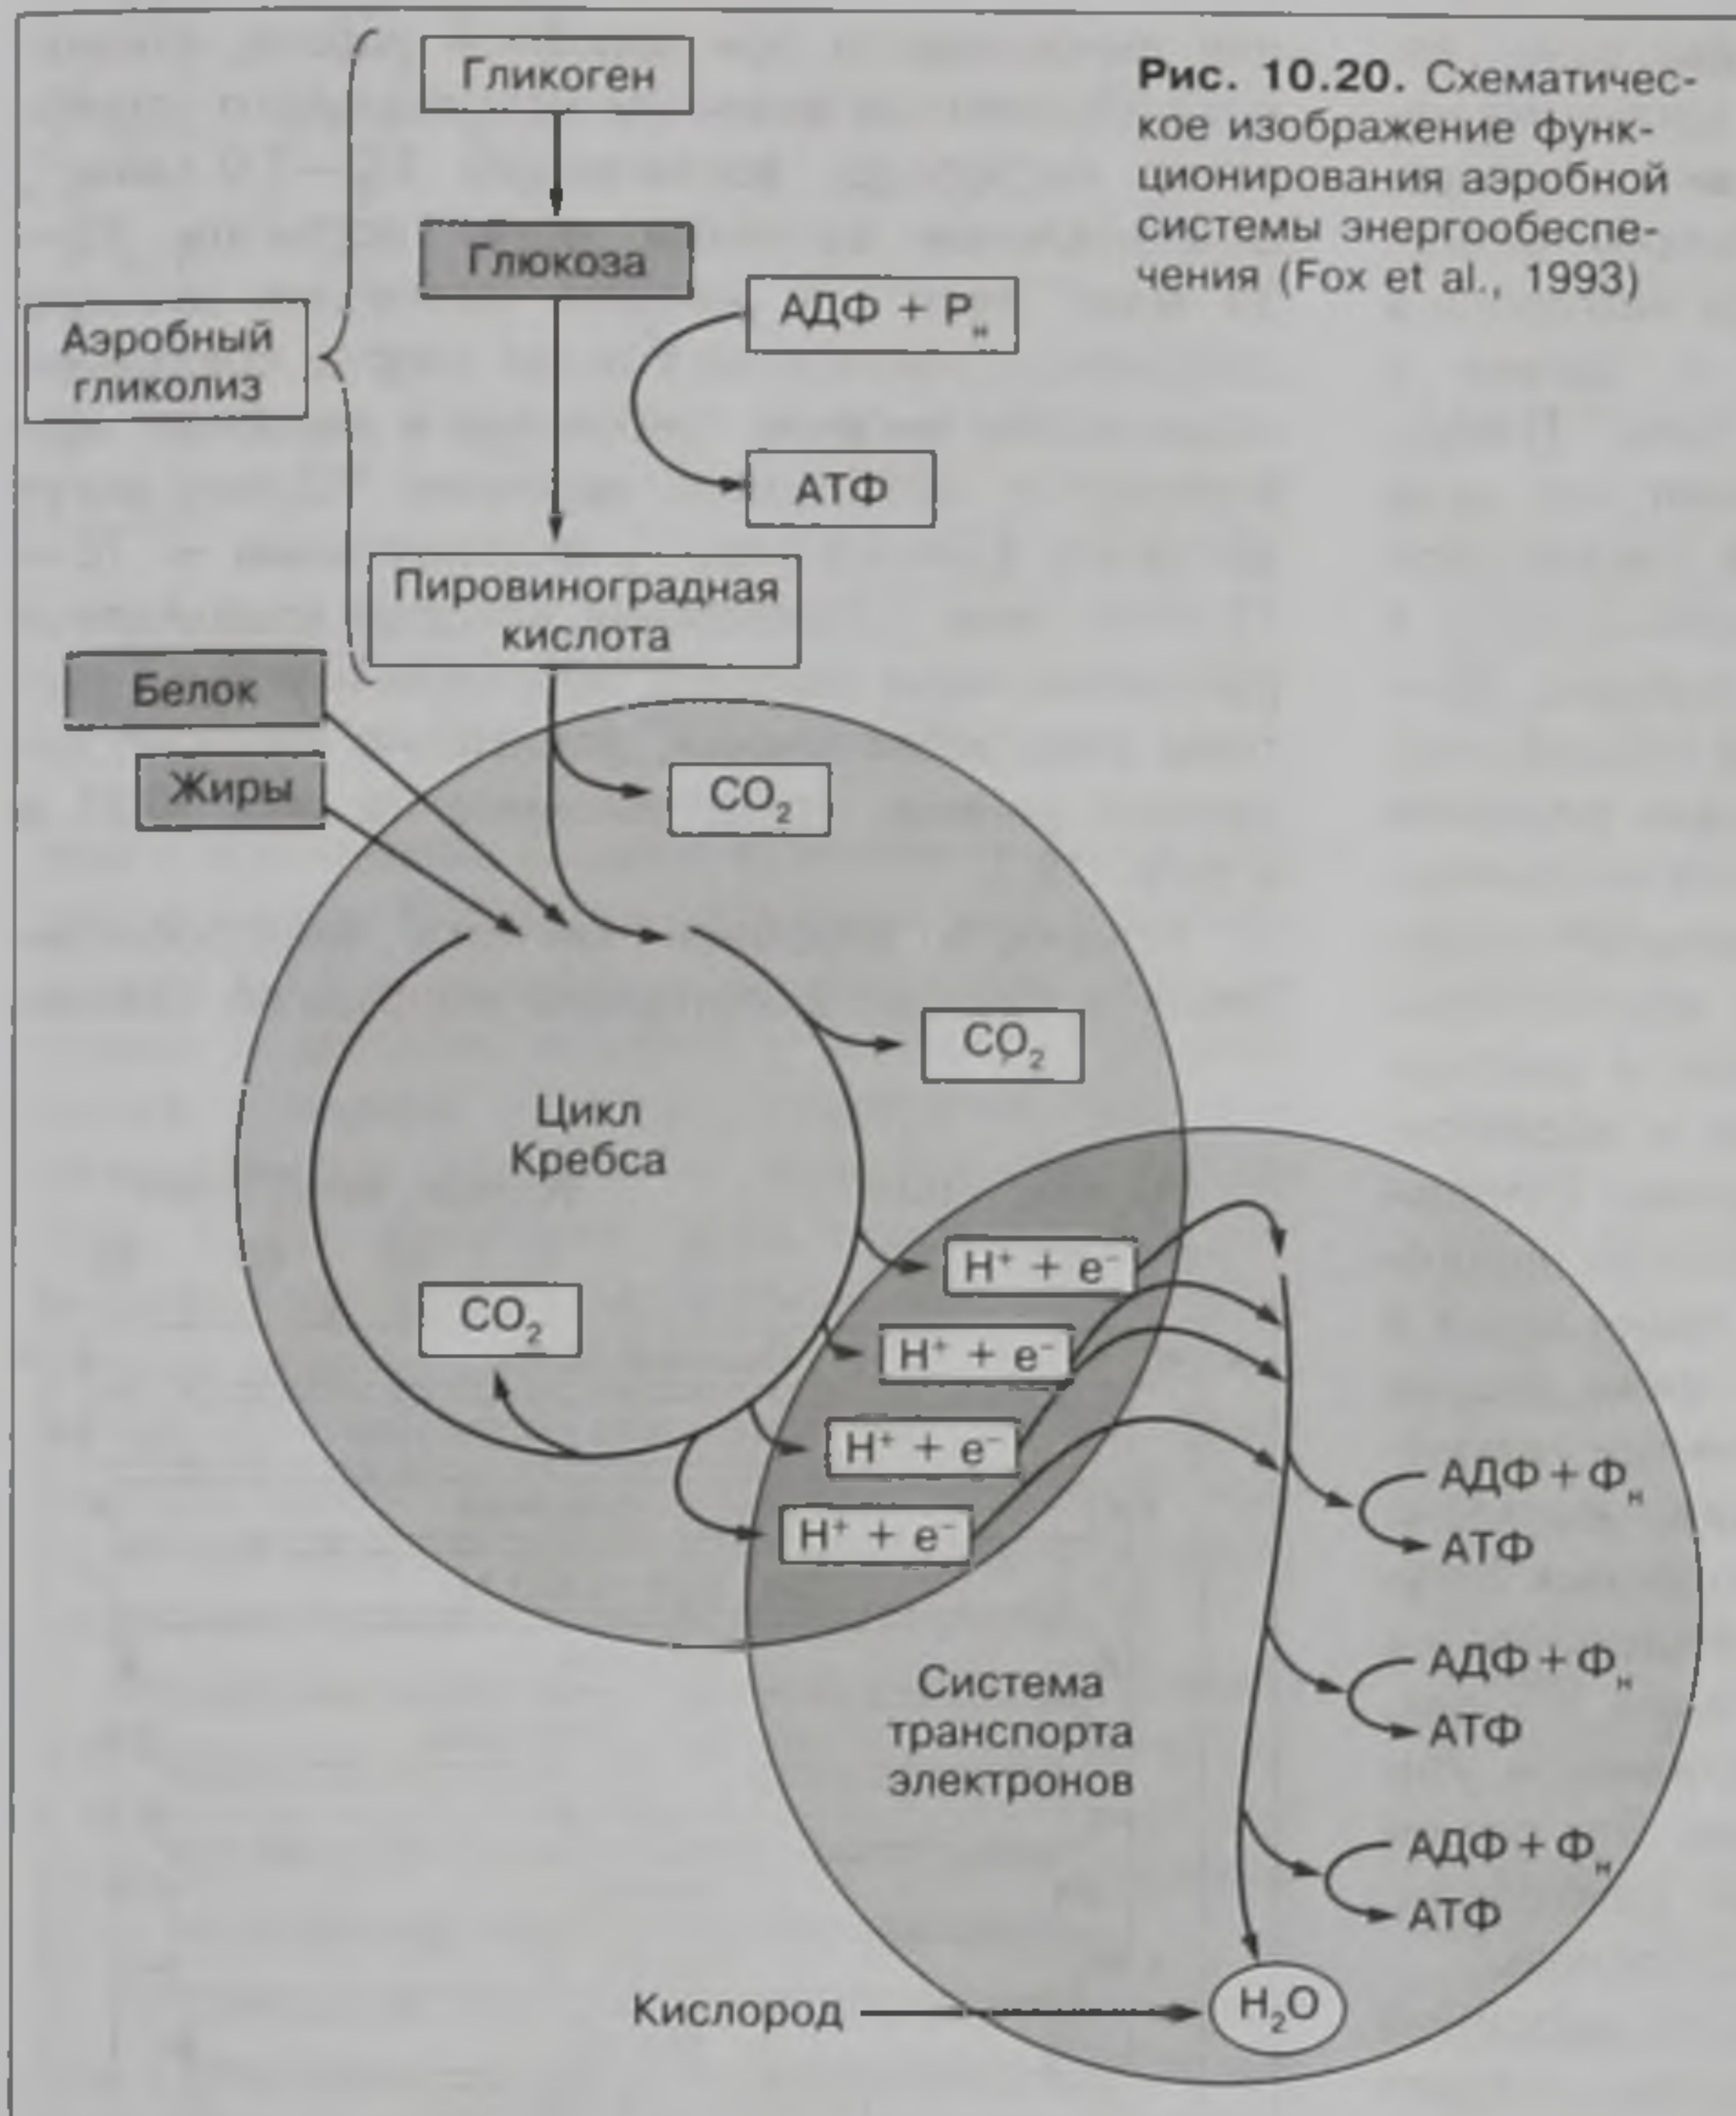 Гликоген
Рис. 10.20. Схематичес-
кое изображение функ-
ционирования аэробной
системы энергообеспе-
чения (Fox et al., 1993)
Глюкоза
АДФ + Pн
Аэробный
гликолиз
АТФ
Пировиноградная
кислота
Белок
Жиры
CO2
CO2
Цикл
Кребса
H+ + e−
CO2
H+ + e−
H+ + e−
H+ + e−
АДФ + Фн
АТФ
АДФ + Фн
АТФ
Система
транспорта
электронов
АДФ + Фн
АТФ
Кислород
H2O